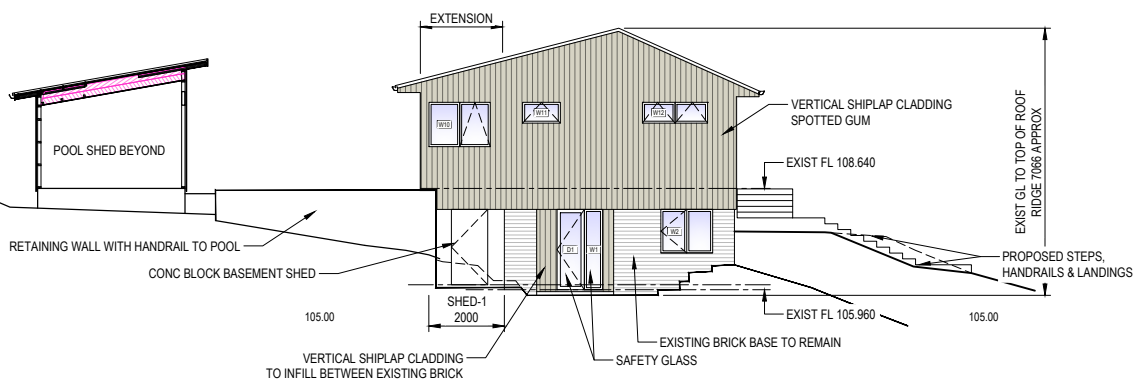 EXTENSION
POOL SHED BEYOND
W10
W11
W12
VERTICAL SHIPLAP CLADDING
SPOTTED GUM
EXIST FL 108.640
EXIST GL TO TOP OF ROOF
RIDGE 7066 APPROX
RETAINING WALL WITH HANDRAIL TO POOL
CONC BLOCK BASEMENT SHED
D1
W1
W2
PROPOSED STEPS,
HANDRAILS & LANDINGS
SHED-1
2000
105.00
EXIST FL 105.960
105.00
EXISTING BRICK BASE TO REMAIN
VERTICAL SHIPLAP CLADDING
TO INFILL BETWEEN EXISTING BRICK
SAFETY GLASS